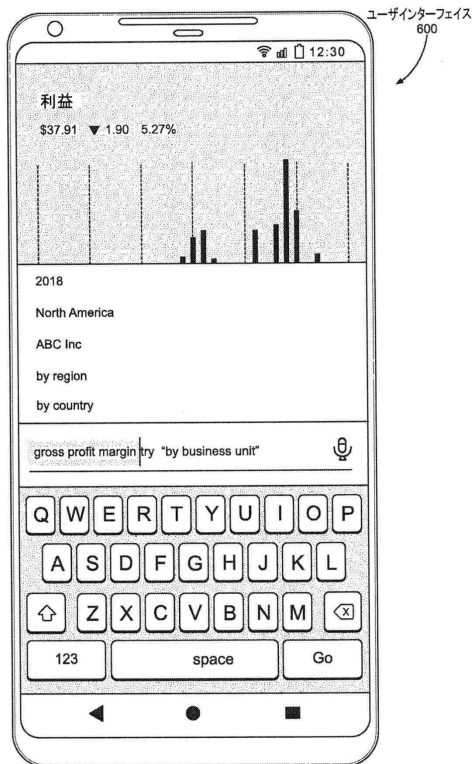 ユーザインターフェイス
600
12:30
利益
$37.91 ▼ 1.90 5.27%
2018
North America
ABC Inc
by region
by country
gross profit margin try "by business unit"
Q W E R T Y U I O P
A S D F G H J K L
Z X C V B N M
123 space Go